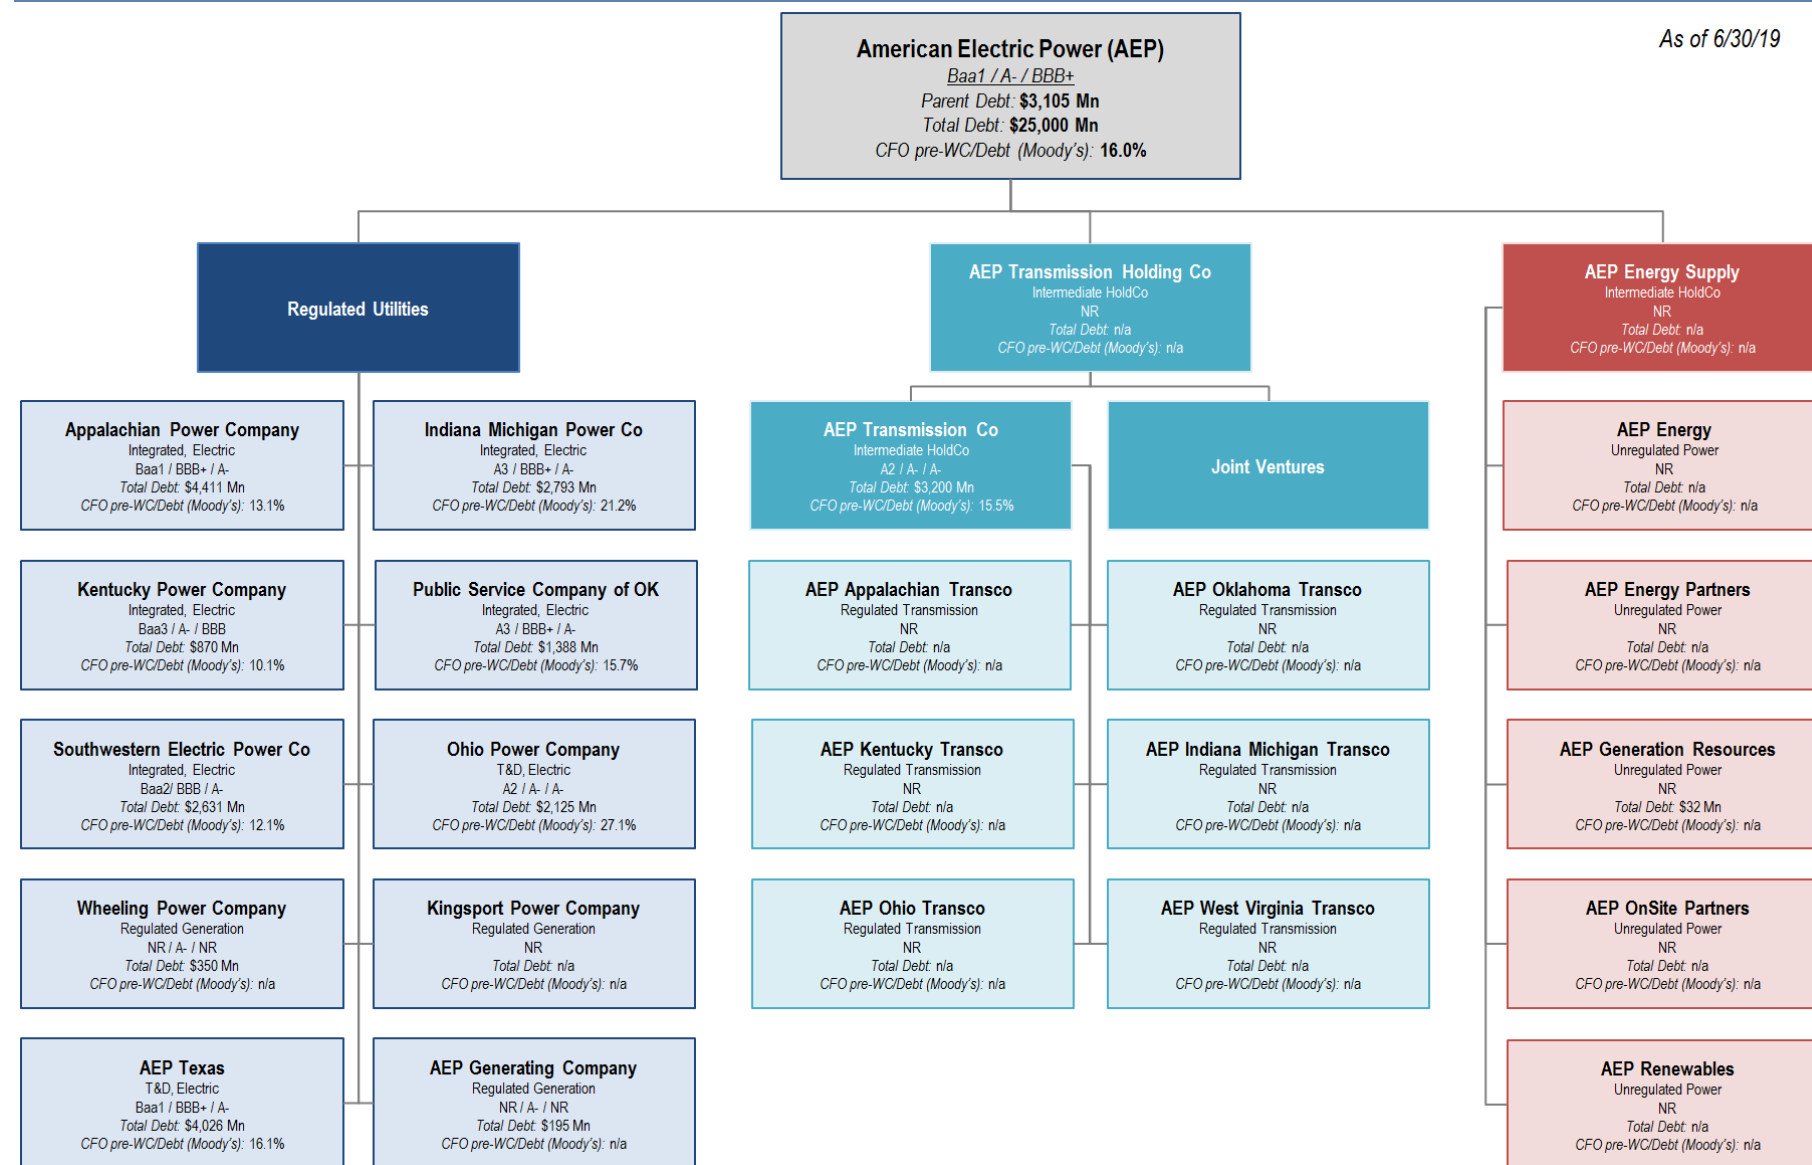 As of 6/30/19
American Electric Power (AEP)
Baa1 / A- / BBB+
Parent Debt: $3,105 Mn
Total Debt: $25,000 Mn
CFO pre-WC/Debt (Moody's): 16.0%
Regulated Utilities
AEP Transmission Holding Co
Intermediate HoldCo
NR
Total Debt: n/a
CFO pre-WC/Debt (Moody's): n/a
AEP Energy Supply
Intermediate HoldCo
NR
Total Debt: n/a
CFO pre-WC/Debt (Moody's): n/a
Appalachian Power Company
Integrated, Electric
Baa1 / BBB+ / A-
Total Debt: $4,411 Mn
CFO pre-WC/Debt (Moody's): 13.1%
Indiana Michigan Power Co
Integrated, Electric
A3 / BBB+ / A-
Total Debt: $2,793 Mn
CFO pre-WC/Debt (Moody's): 21.2%
AEP Transmission Co
Intermediate HoldCo
A2 / A- / A-
Total Debt: $3,200 Mn
CFO pre-WC/Debt (Moody's): 15.5%
Joint Ventures
AEP Energy
Unregulated Power
NR
Total Debt: n/a
CFO pre-WC/Debt (Moody's): n/a
Kentucky Power Company
Integrated, Electric
Baa3 / A- / BBB
Total Debt: $870 Mn
CFO pre-WC/Debt (Moody's): 10.1%
Public Service Company of OK
Integrated, Electric
A3 / BBB+ / A-
Total Debt: $1,388 Mn
CFO pre-WC/Debt (Moody's): 15.7%
AEP Appalachian Transco
Regulated Transmission
NR
Total Debt: n/a
CFO pre-WC/Debt (Moody's): n/a
AEP Oklahoma Transco
Regulated Transmission
NR
Total Debt: n/a
CFO pre-WC/Debt (Moody's): n/a
AEP Energy Partners
Unregulated Power
NR
Total Debt: n/a
CFO pre-WC/Debt (Moody's): n/a
Southwestern Electric Power Co
Integrated, Electric
Baa2/ BBB / A-
Total Debt: $2,631 Mn
CFO pre-WC/Debt (Moody's): 12.1%
Ohio Power Company
T&D, Electric
A2 / A- / A-
Total Debt: $2,125 Mn
CFO pre-WC/Debt (Moody's): 27.1%
AEP Kentucky Transco
Regulated Transmission
NR
Total Debt: n/a
CFO pre-WC/Debt (Moody's): n/a
AEP Indiana Michigan Transco
Regulated Transmission
NR
Total Debt: n/a
CFO pre-WC/Debt (Moody's): n/a
AEP Generation Resources
Unregulated Power
NR
Total Debt: $32 Mn
CFO pre-WC/Debt (Moody's): n/a
Wheeling Power Company
Regulated Generation
NR / A- / NR
Total Debt: $350 Mn
CFO pre-WC/Debt (Moody's): n/a
Kingsport Power Company
Regulated Generation
NR
Total Debt: n/a
CFO pre-WC/Debt (Moody's): n/a
AEP Ohio Transco
Regulated Transmission
NR
Total Debt: n/a
CFO pre-WC/Debt (Moody's): n/a
AEP West Virginia Transco
Regulated Transmission
NR
Total Debt: n/a
CFO pre-WC/Debt (Moody's): n/a
AEP OnSite Partners
Unregulated Power
NR
Total Debt: n/a
CFO pre-WC/Debt (Moody's): n/a
AEP Texas
T&D, Electric
Baa1 / BBB+ / A-
Total Debt: $4,026 Mn
CFO pre-WC/Debt (Moody's): 16.1%
AEP Generating Company
Regulated Generation
NR / A- / NR
Total Debt: $195 Mn
CFO pre-WC/Debt (Moody's): n/a
AEP Renewables
Unregulated Power
NR
Total Debt: n/a
CFO pre-WC/Debt (Moody's): n/a